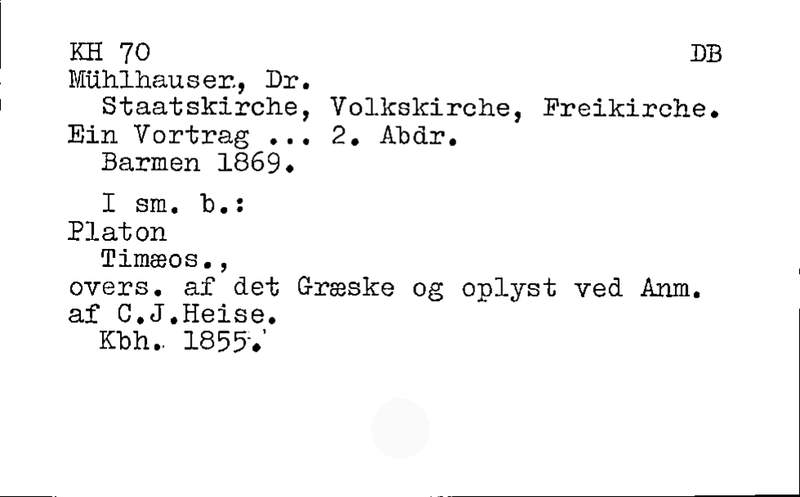 KH 70 DB
Mühlhauser, Dr.
Staatskirche, Volkskirche, Freikirche.
Ein Vortrag ... 2. Abdr.
Barmen 1869.
I sm. b.:
Platon
Timæos.,
overs. af det Græske og oplyst ved Anm.
af C.J.Heise.
Kbh. 1855.